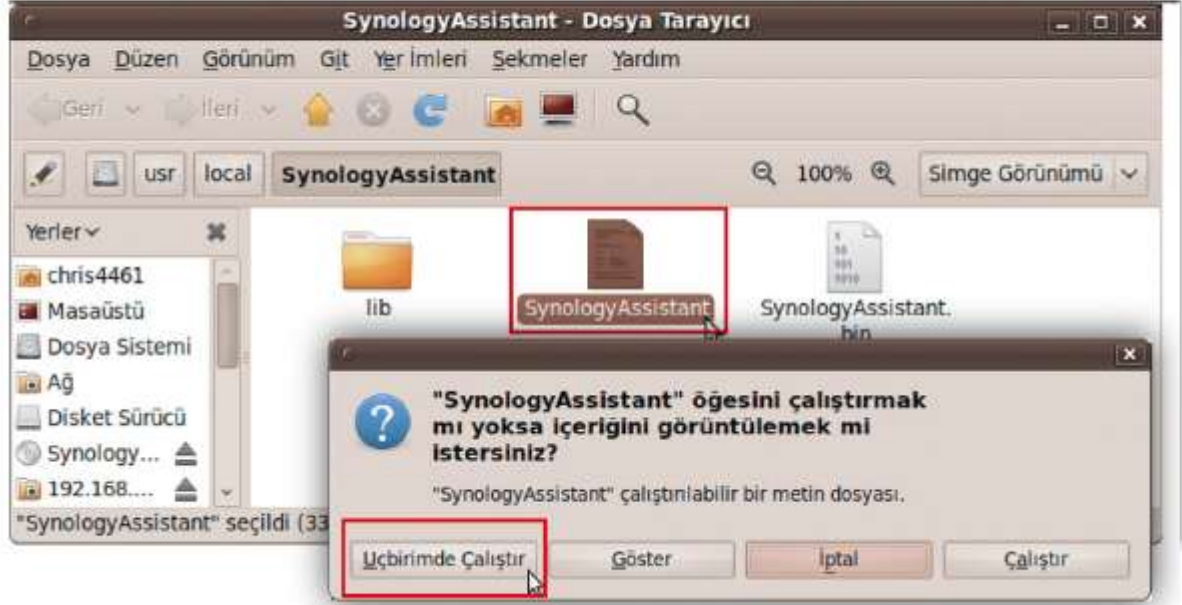 SynologyAssistant - Dosya Tarayıcı
Dosya Düzen Görünüm Git Yer İmleri Sekmeler Yardım
Geri İleri
usr local SynologyAssistant 100% Simge Görünümü
Yerler
chris4461
Masaüstü
Dosya Sistemi
Ağ
Disket Sürücü
Synology...
192.168....
lib
SynologyAssistant
SynologyAssistant.
bin
"SynologyAssistant" seçildi (33
"SynologyAssistant" öğesini çalıştırmak
mı yoksa içeriğini görüntülemek mi
istersiniz?
"SynologyAssistant" çalıştırılabilir bir metin dosyası.
Uçbirimde Çalıştır Göster İptal Çalıştır